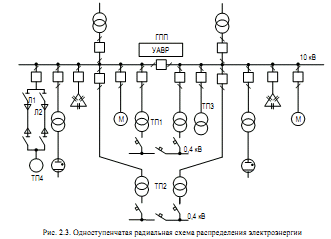 ГПП
УАВР
10 кВ
Л1
Л2
М
ТП1
ТП3
М
0,4 кВ
ТП4
ТП2
0,4 кВ
Рис. 2.3. Одноступенчатая радиальная схема распределения электроэнергии